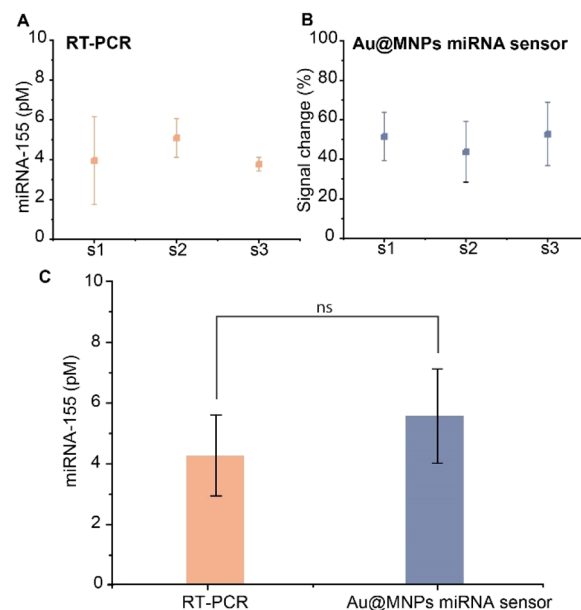 A
RT-PCR
10
8
6
4
2
0
miRNA-155 (pM)
s1 s2 s3
B
Au@MNPs miRNA sensor
100
80
60
40
20
0
Signal change (%)
s1 s2 s3
C
10
8
6
4
2
0
miRNA-155 (pM)
ns
RT-PCR Au@MNPs miRNA sensor